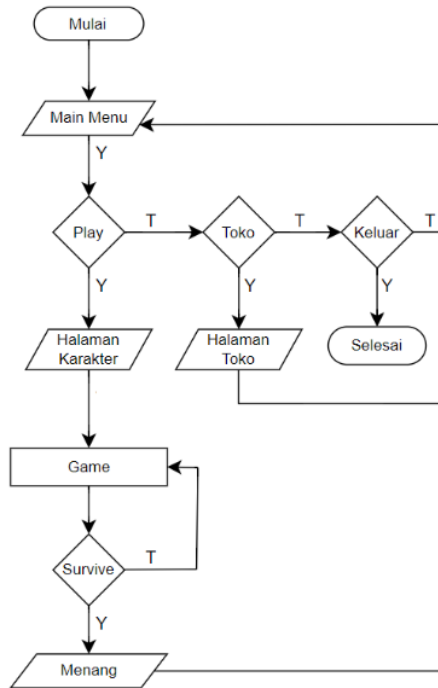 Mulai
Main Menu
Y
Play
T
Toko
T
Keluar
T
Y
Y
Y
Halaman
Karakter
Halaman
Toko
Selesai
Game
Survive
T
Y
Menang